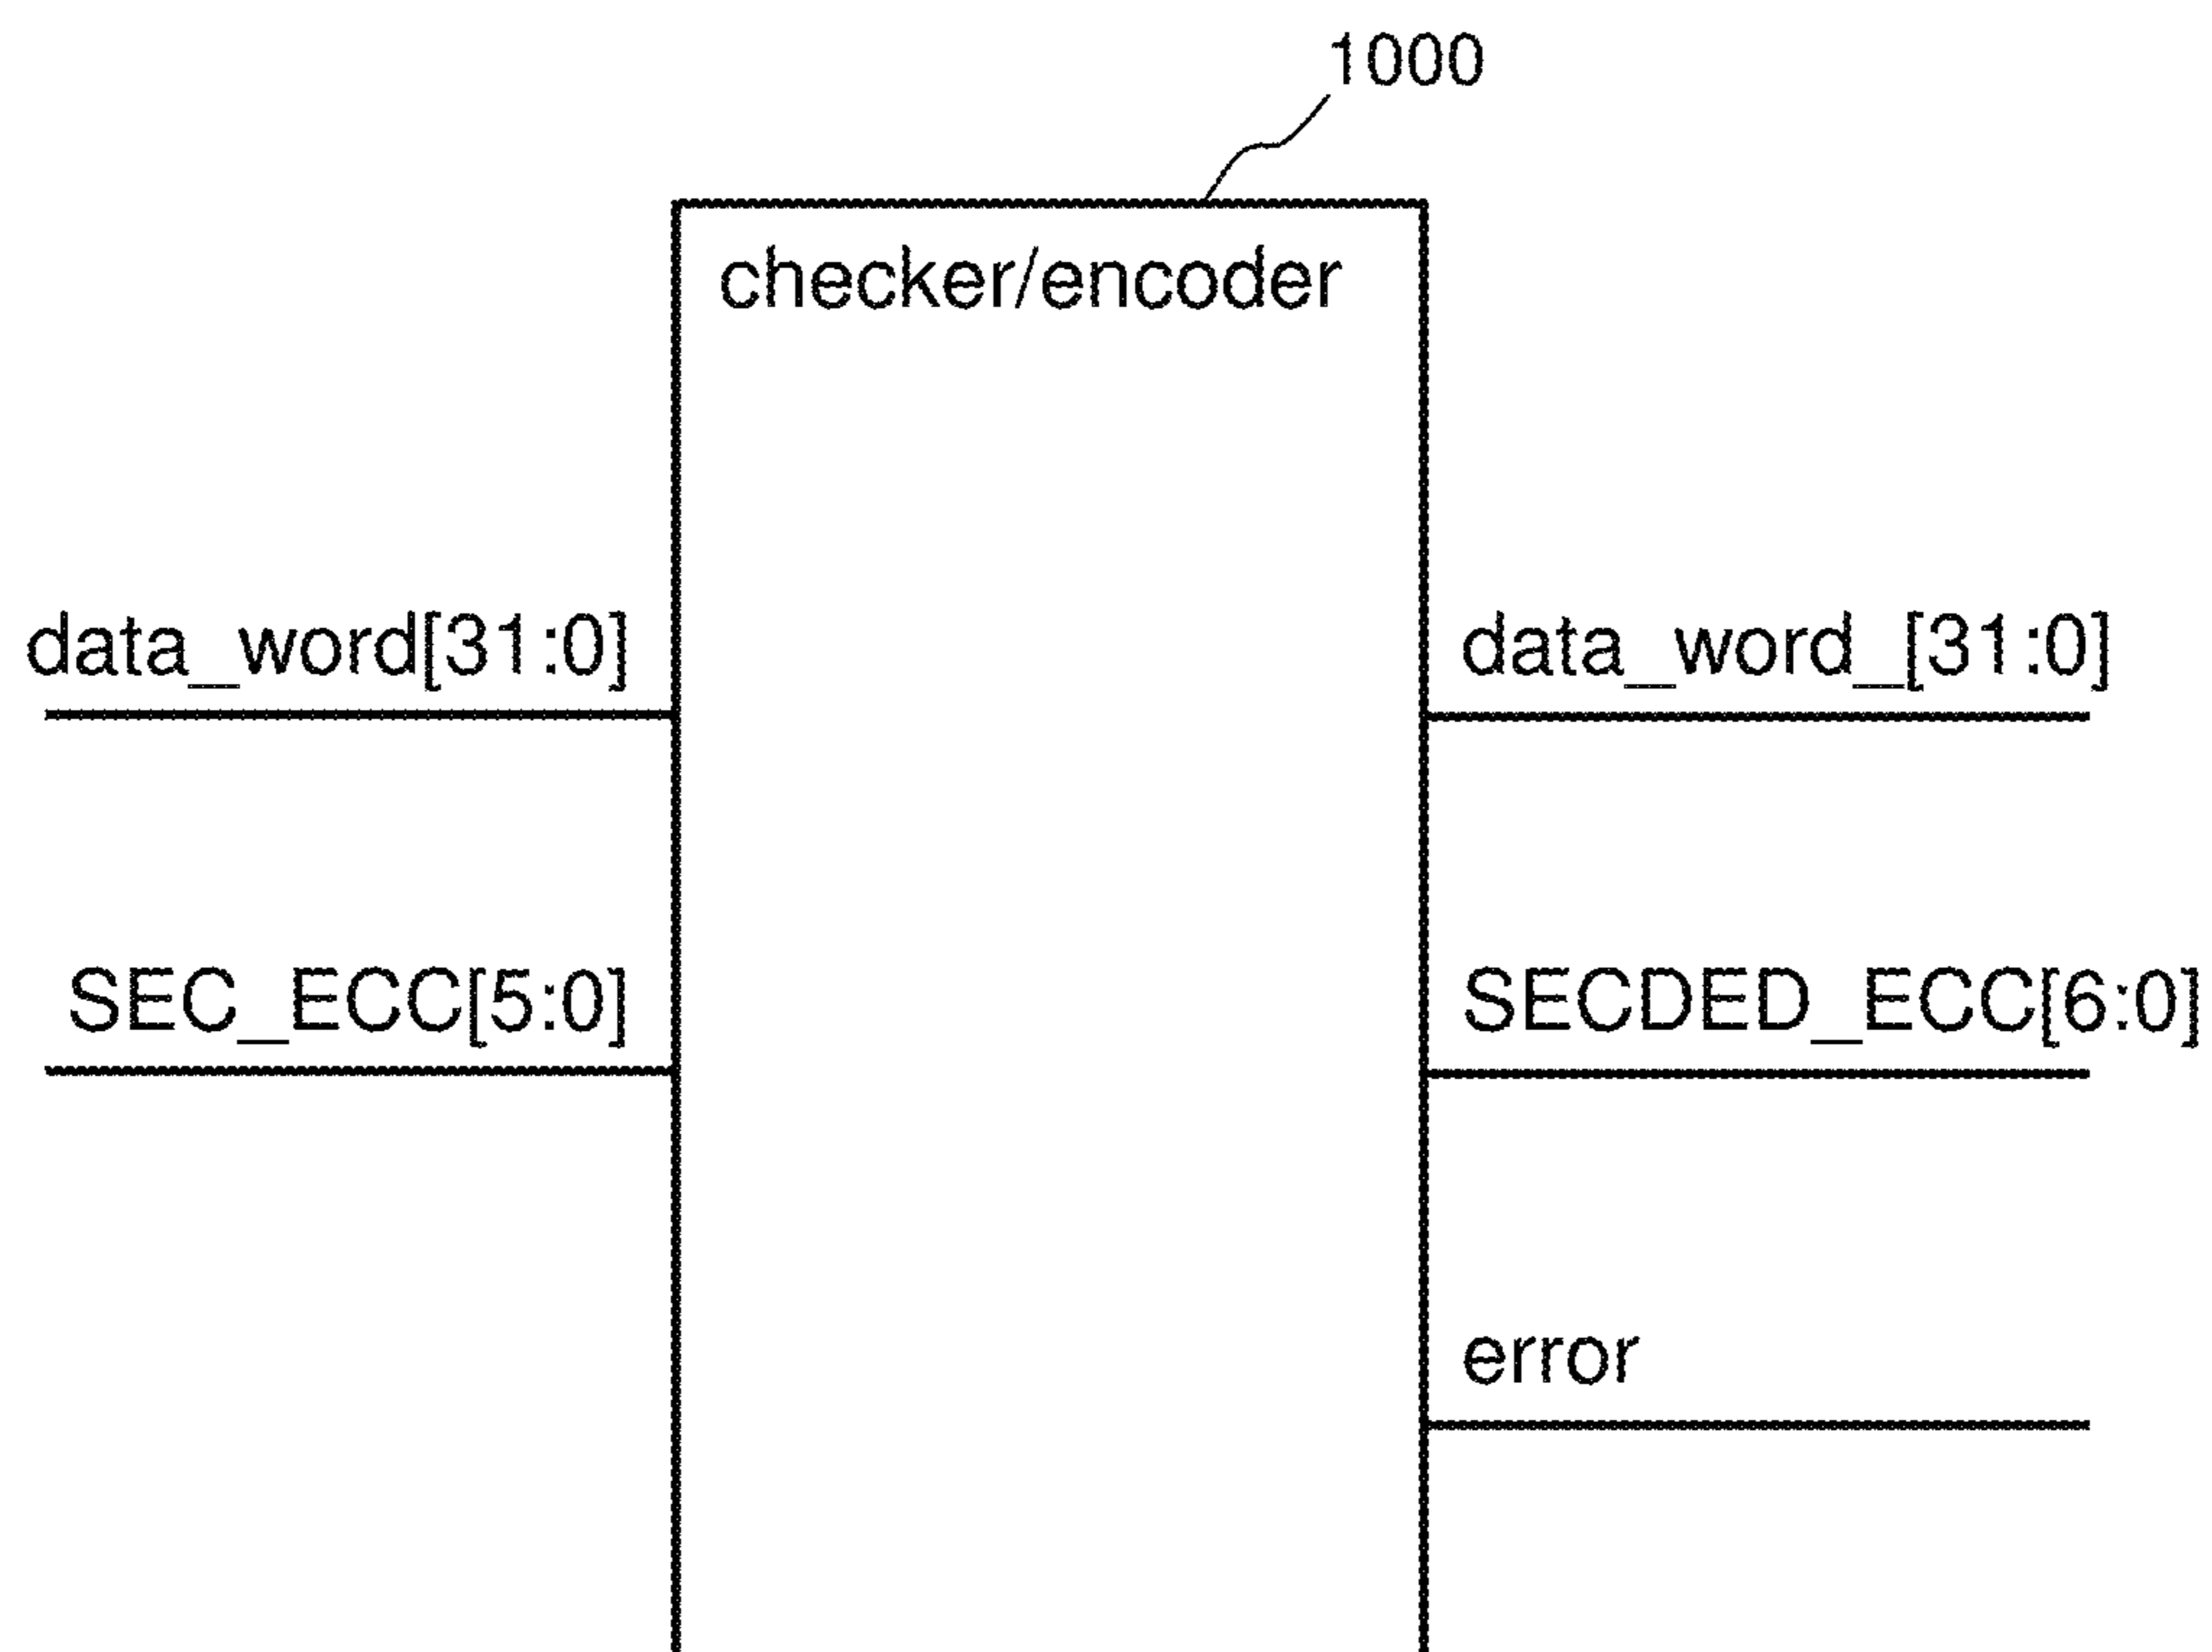 1000
checker/encoder
data_word[31:0]
data_word_[31:0]
SEC_ECC[5:0]
SECDED_ECC[6:0]
error